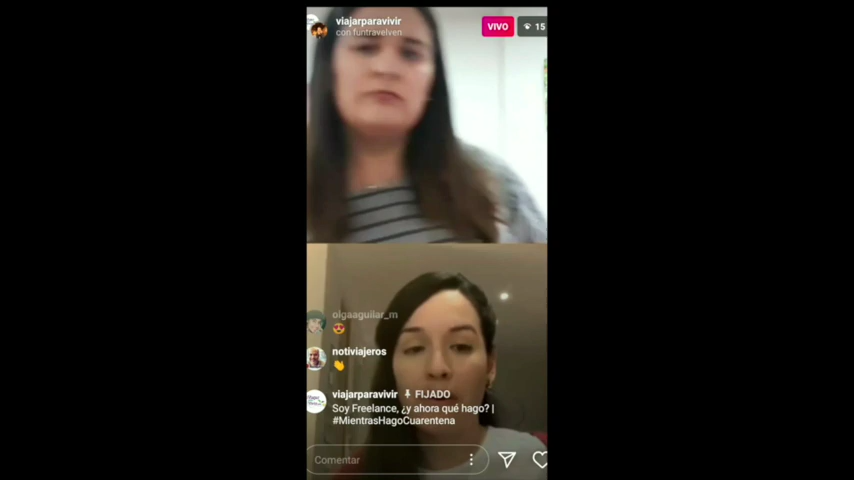 viajarparavivir
con funtravelven
VIVO
15
olgaaguilar_m
notiviajeros
viajarparavivir FIJADO
Soy Freelance, ¿y ahora qué hago? |
#MientrasHagoCuarentena
Comentar